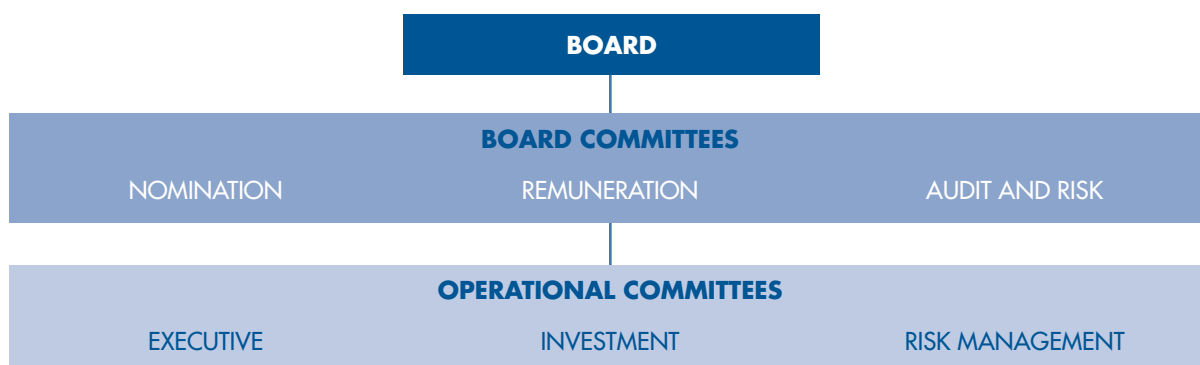 BOARD
BOARD COMMITTEES
NOMINATION REMUNERATION AUDIT AND RISK
OPERATIONAL COMMITTEES
EXECUTIVE INVESTMENT RISK MANAGEMENT